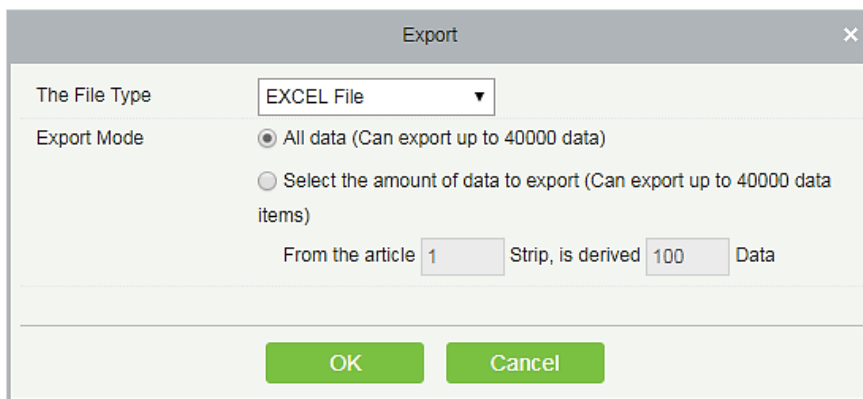 Export
The File Type
EXCEL File
Export Mode
All data (Can export up to 40000 data)
Select the amount of data to export (Can export up to 40000 data
items)
From the article 1 Strip, is derived 100 Data
OK
Cancel